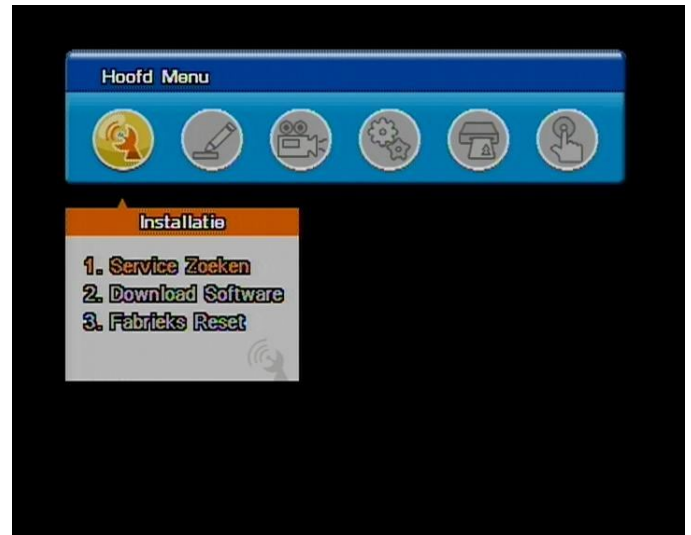 Hoofd Menu
Installatie
1. Service Zoeken
2. Download Software
3. Fabrieks Reset